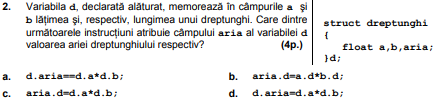 2. Variabila d, declarată alăturat, memorează în câmpurile a şi
b lăţimea şi, respectiv, lungimea unui dreptunghi. Care dintre
următoarele instrucţiuni atribuie câmpului aria al variabilei d
valoarea ariei dreptunghiului respectiv? (4p.)
struct dreptunghi
{
float a,b,aria;
}d;
a. d.aria==d.a*d.b; b. aria.d=a.d*b.d;
c. aria.d=d.a*d.b; d. d.aria=d.a*d.b;